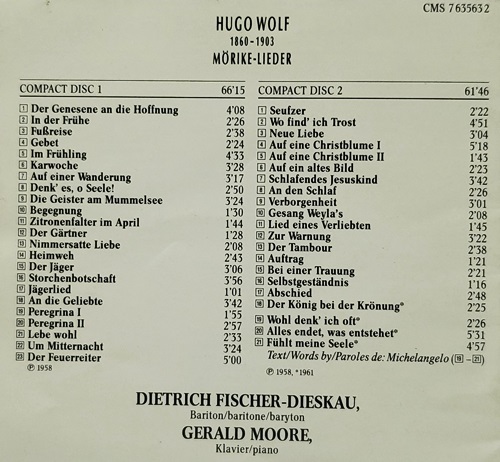 CMS 7 63563 2
HUGO WOLF
1860 - 1903
MÖRIKE-LIEDER
COMPACT DISC 1 66'15
1 Der Genesene an die Hoffnung 4'08
2 In der Frühe 2'26
3 Fußreise 2'38
4 Gebet 2'24
5 Im Frühling 4'33
6 Karwoche 3'28
7 Auf einer Wanderung 3'17
8 Denk' es, o Seele! 2'50
9 Die Geister am Mummelsee 3'24
10 Begegnung 1'30
11 Zitronenfalter im April 1'44
12 Der Gärtner 1'28
13 Nimmersatte Liebe 2'08
14 Heimweh 2'43
15 Der Jäger 3'06
16 Storchenbotschaft 3'56
17 Jägerlied 1'01
18 An die Geliebte 3'42
19 Peregrina I 1'55
20 Peregrina II 2'57
21 Lebe wohl 2'33
22 Um Mitternacht 3'24
23 Der Feuerreiter 5'00
℗ 1958
COMPACT DISC 2 61'46
1 Seufzer 2'22
2 Wo find' ich Trost 4'51
3 Neue Liebe 3'04
4 Auf eine Christblume I 5'18
5 Auf eine Christblume II 1'43
6 Auf ein altes Bild 2'23
7 Schlafendes Jesuskind 3'42
8 An den Schlaf 2'26
9 Verborgenheit 3'01
10 Gesang Weyla's 2'08
11 Lied eines Verliebten 1'45
12 Zur Warnung 3'22
13 Der Tambour 2'38
14 Auftrag 1'21
15 Bei einer Trauung 2'21
16 Selbstgeständnis 1'16
17 Abschied 2'48
18 Der König bei der Krönung* 2'25
19 Wohl denk' ich oft* 2'20
20 Alles endet, was entstehet* 3'31
21 Fühlt meine Seele* 4'57
Text/Words by/Paroles de: Michelangelo (19 – 21)
℗ 1958, *1961
DIETRICH FISCHER-DIESKAU,
Bariton/baritone/baryton
GERALD MOORE,
Klavier/piano